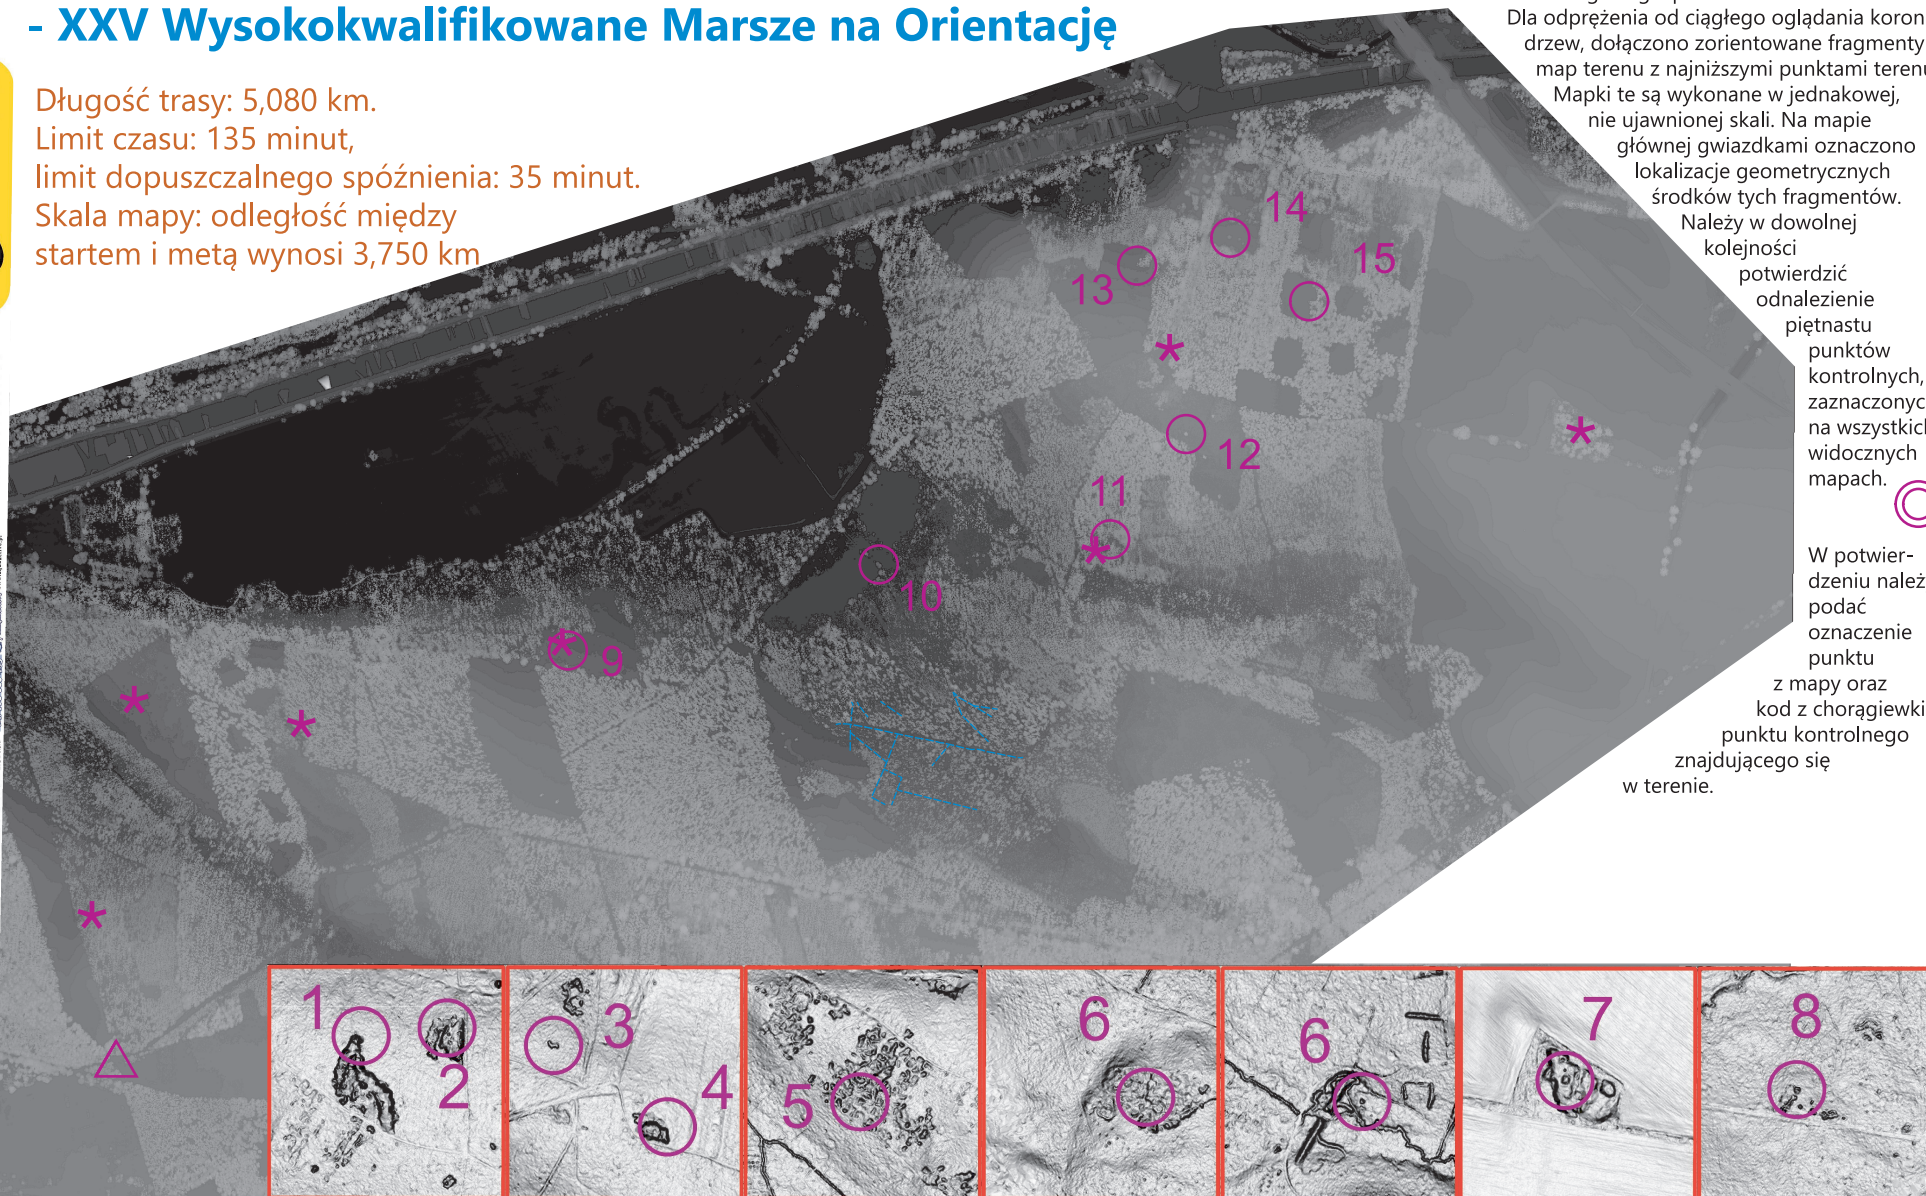 - XXV Wysokokwalifikowane Marsze na Orientację
Długość trasy: 5,080 km.
Limit czasu: 135 minut,
limit dopuszczalnego spóźnienia: 35 minut.
Skala mapy: odległość między
startem i metą wynosi 3,750 km
Dla odprężenia od ciągłego oglądania koron
drzew, dołączono zorientowane fragmenty
map terenu z najniższymi punktami terenu
Mapki te są wykonane w jednakowej,
nie ujawnionej skali. Na mapie
głównej gwiazdkami oznaczono
lokalizacje geometrycznych
środków tych fragmentów.
Należy w dowolnej
kolejności
potwierdzić
odnalezienie
piętnastu
punktów
kontrolnych,
zaznaczonyc
na wszystkich
widocznych
mapach.
W potwier-
dzeniu należ
podać
oznaczenie
punktu
z mapy oraz
kod z chorągiewki
punktu kontrolnego
znajdującego się
w terenie.
14
15
13
12
11
10
9
1
2
3
4
5
6
6
7
8